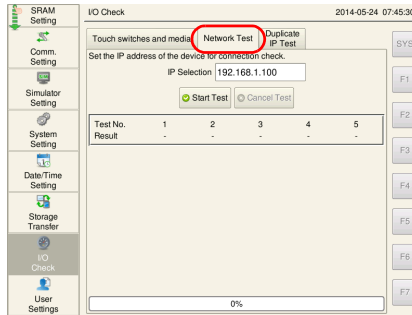 SRAM
Setting
I/O Check
2014-05-24 07:45:30
Touch switches and media
Network Test
Duplicate
IP Test
SYS
Comm.
Setting
Set the IP address of the device for connection check.
IP Selection 192.168.1.100
F1
Simulator
Setting
Start Test
Cancel Test
F2
Test No. 1 2 3 4 5
Result - - - - -
System
Setting
F3
Date/Time
Setting
F4
Storage
Transfer
F5
I/O
Check
F6
User
Settings
F7
0%